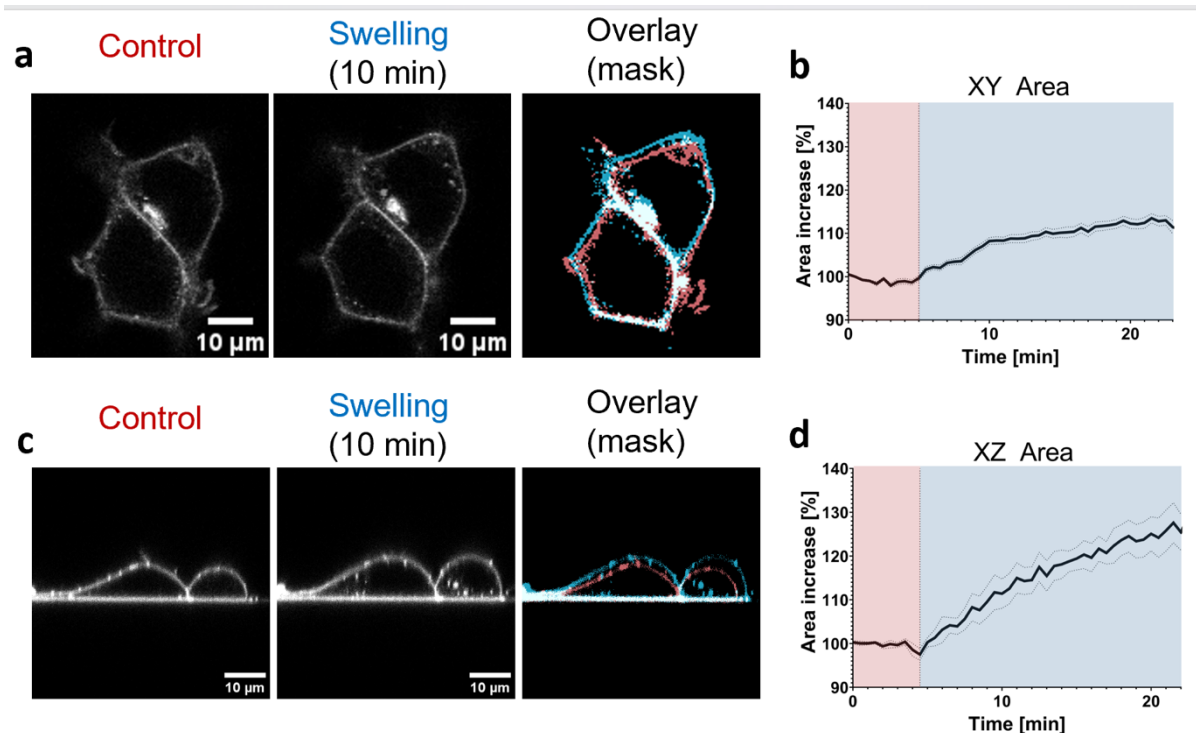 a
Control
Swelling
(10 min)
Overlay
(mask)
10 µm
10 µm
b
XY Area
Area increase [%]
140
130
120
110
100
90
0
10
20
Time [min]
c
Control
Swelling
(10 min)
Overlay
(mask)
10 µm
10 µm
d
XZ Area
Area increase [%]
140
130
120
110
100
90
0
10
20
Time [min]